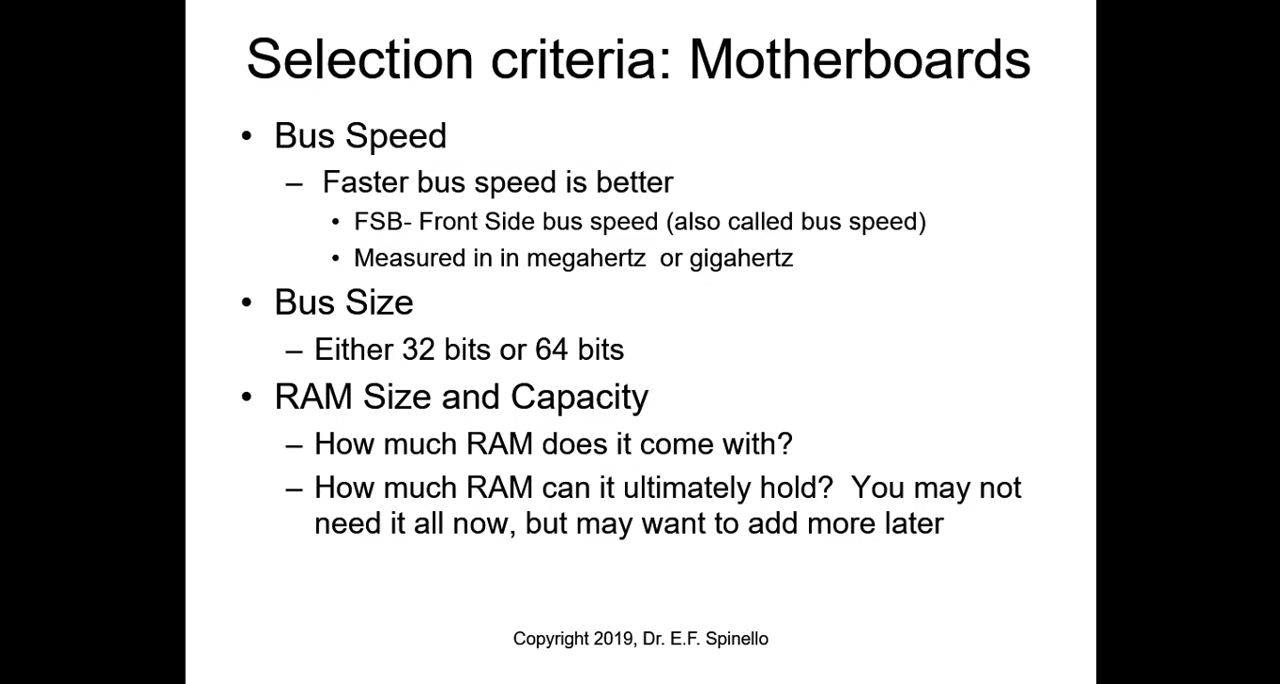 Selection criteria: Motherboards
• Bus Speed
– Faster bus speed is better
• FSB- Front Side bus speed (also called bus speed)
• Measured in in megahertz or gigahertz
• Bus Size
– Either 32 bits or 64 bits
• RAM Size and Capacity
– How much RAM does it come with?
– How much RAM can it ultimately hold? You may not
need it all now, but may want to add more later
Copyright 2019, Dr. E.F. Spinello